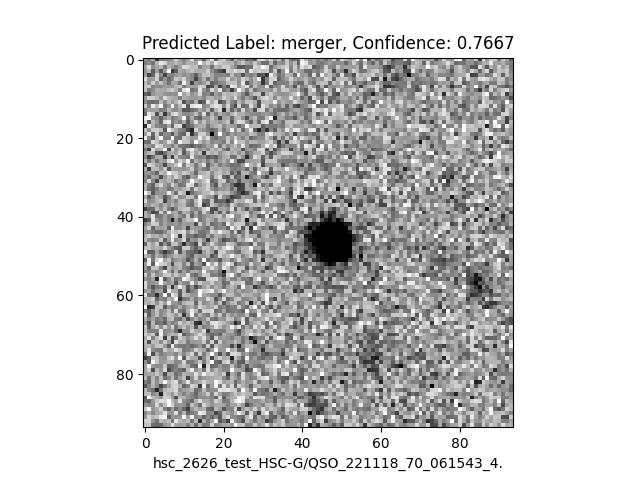 Predicted Label: merger, Confidence: 0.7667
0
20
40
60
80
0 20 40 60 80
hsc_2626_test_HSC-G/QSO_221118_70_061543_4.